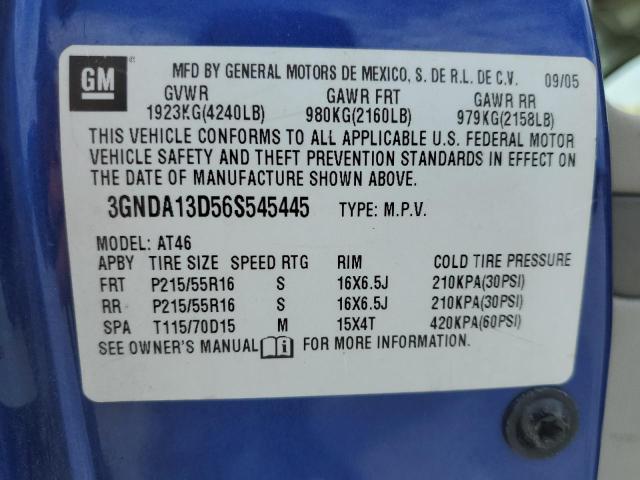 GM
MFD BY GENERAL MOTORS DE MEXICO, S. DE R.L. DE C.V. 09/05
GVWR GAWR FRT GAWR RR
1923KG(4240LB) 980KG(2160LB) 979KG(2158LB)
THIS VEHICLE CONFORMS TO ALL APPLICABLE U.S. FEDERAL MOTOR
VEHICLE SAFETY AND THEFT PREVENTION STANDARDS IN EFFECT ON
THE DATE OF MANUFACTURE SHOWN ABOVE.
3GNDA13D56S545445 TYPE: M.P.V.
MODEL: AT46
APBY TIRE SIZE SPEED RTG RIM COLD TIRE PRESSURE
FRT P215/55R16 S 16X6.5J 210KPA(30PSI)
RR P215/55R16 S 16X6.5J 210KPA(30PSI)
SPA T115/70D15 M 15X4T 420KPA(60PSI)
SEE OWNER'S MANUAL i FOR MORE INFORMATION.